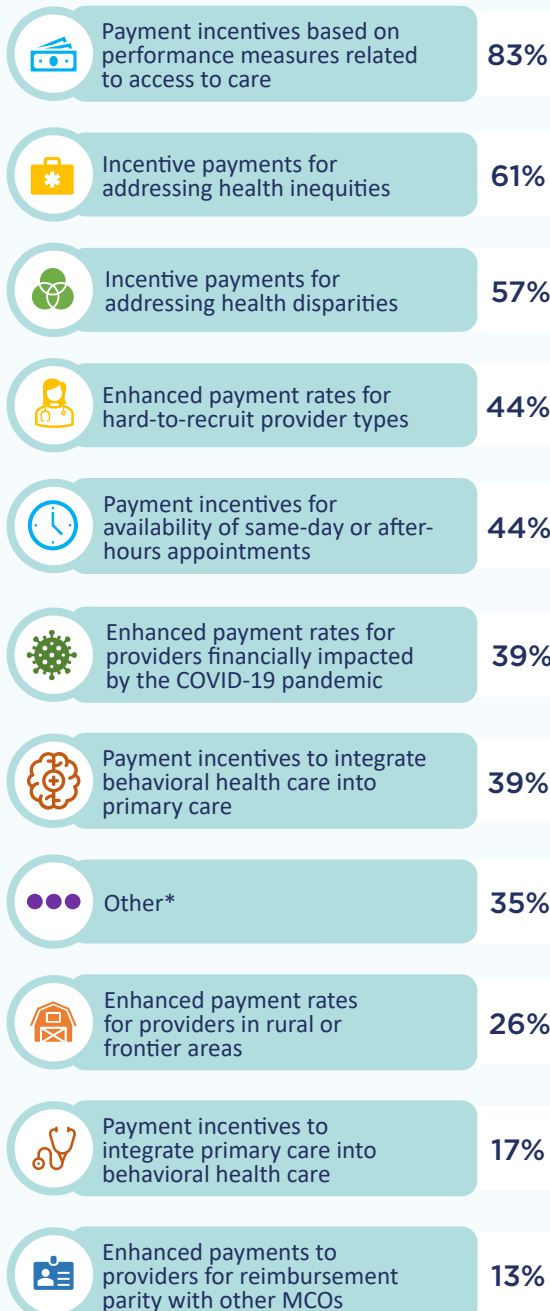 Payment incentives based on
performance measures related
to access to care
83%
Incentive payments for
addressing health inequities
61%
Incentive payments for
addressing health disparities
57%
Enhanced payment rates for
hard-to-recruit provider types
44%
Payment incentives for
availability of same-day or after-
hours appointments
44%
Enhanced payment rates for
providers financially impacted
by the COVID-19 pandemic
39%
Payment incentives to integrate
behavioral health care into
primary care
39%
Other*
35%
Enhanced payment rates
for providers in rural or
frontier areas
26%
Payment incentives to
integrate primary care into
behavioral health care
17%
Enhanced payments to
providers for reimbursement
parity with other MCOs
13%